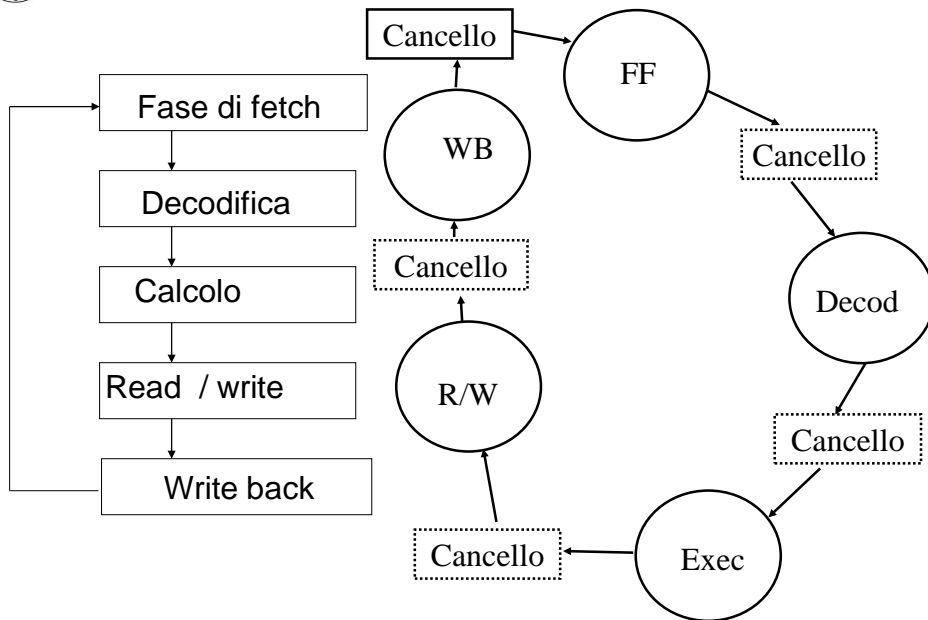 Fase di fetch
Decodifica
Calcolo
Read / write
Write back
Cancello
FF
Cancello
Decod
Cancello
Exec
Cancello
R/W
Cancello
WB